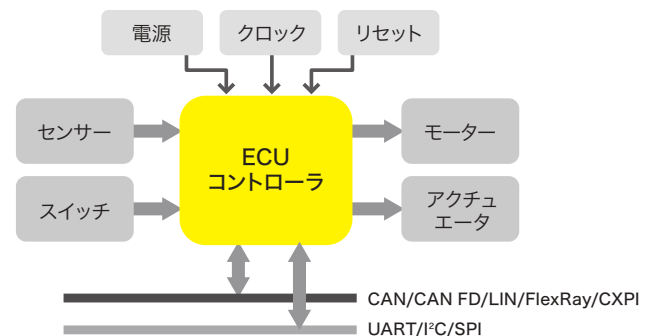 電源 クロック リセット
センサー
ECU
コントローラ
モーター
スイッチ
アクチュ
エータ
CAN/CAN FD/LIN/FlexRay/CXPI
UART/I²C/SPI